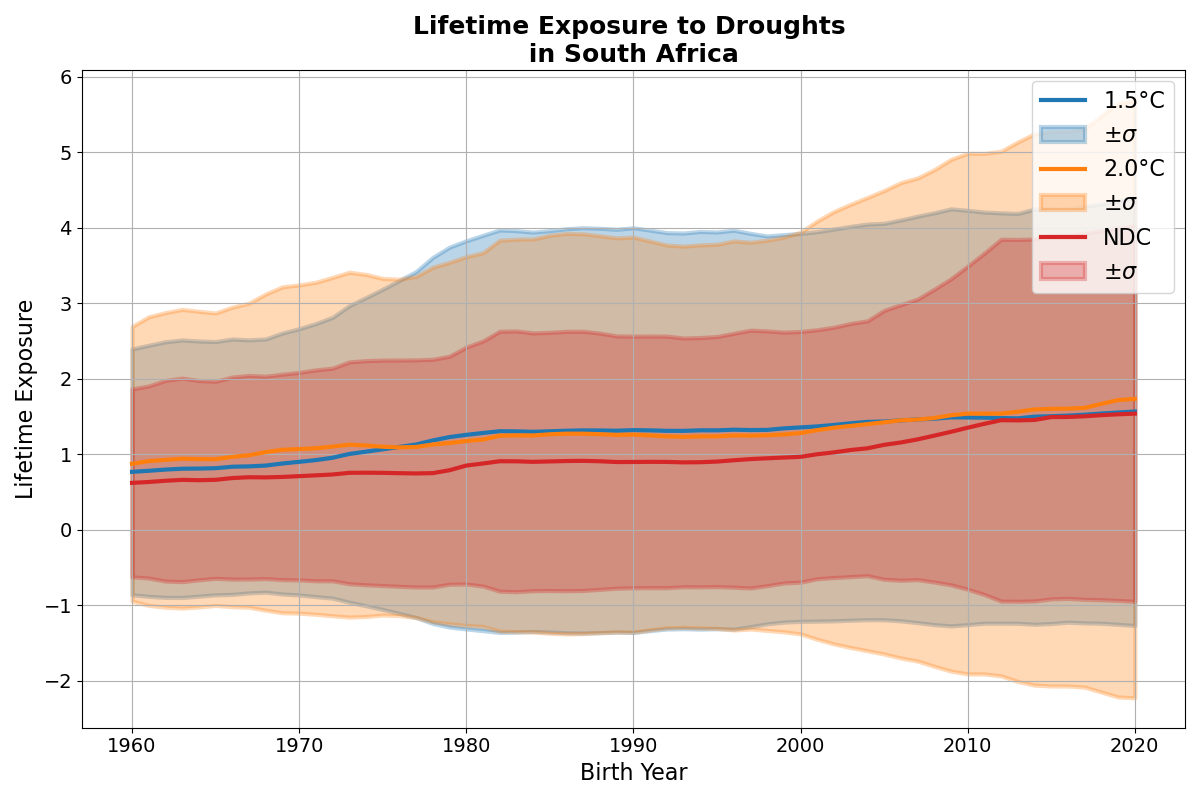 Lifetime Exposure to Droughts
in South Africa
6
5
4
3
2
1
0
−1
−2
Lifetime Exposure
1.5°C
±σ
2.0°C
±σ
NDC
±σ
1960 1970 1980 1990 2000 2010 2020
Birth Year